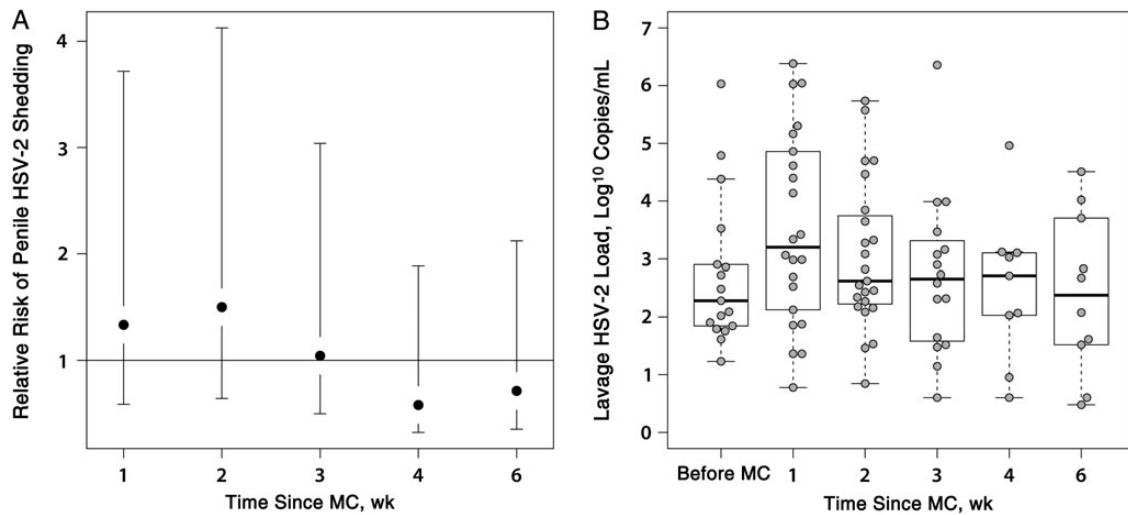 A
Relative Risk of Penile HSV-2 Shedding
4
3
2
1
1 2 3 4 6
Time Since MC, wk
B
Lavage HSV-2 Load, Log10 Copies/mL
7
6
5
4
3
2
1
0
Before MC 1 2 3 4 6
Time Since MC, wk